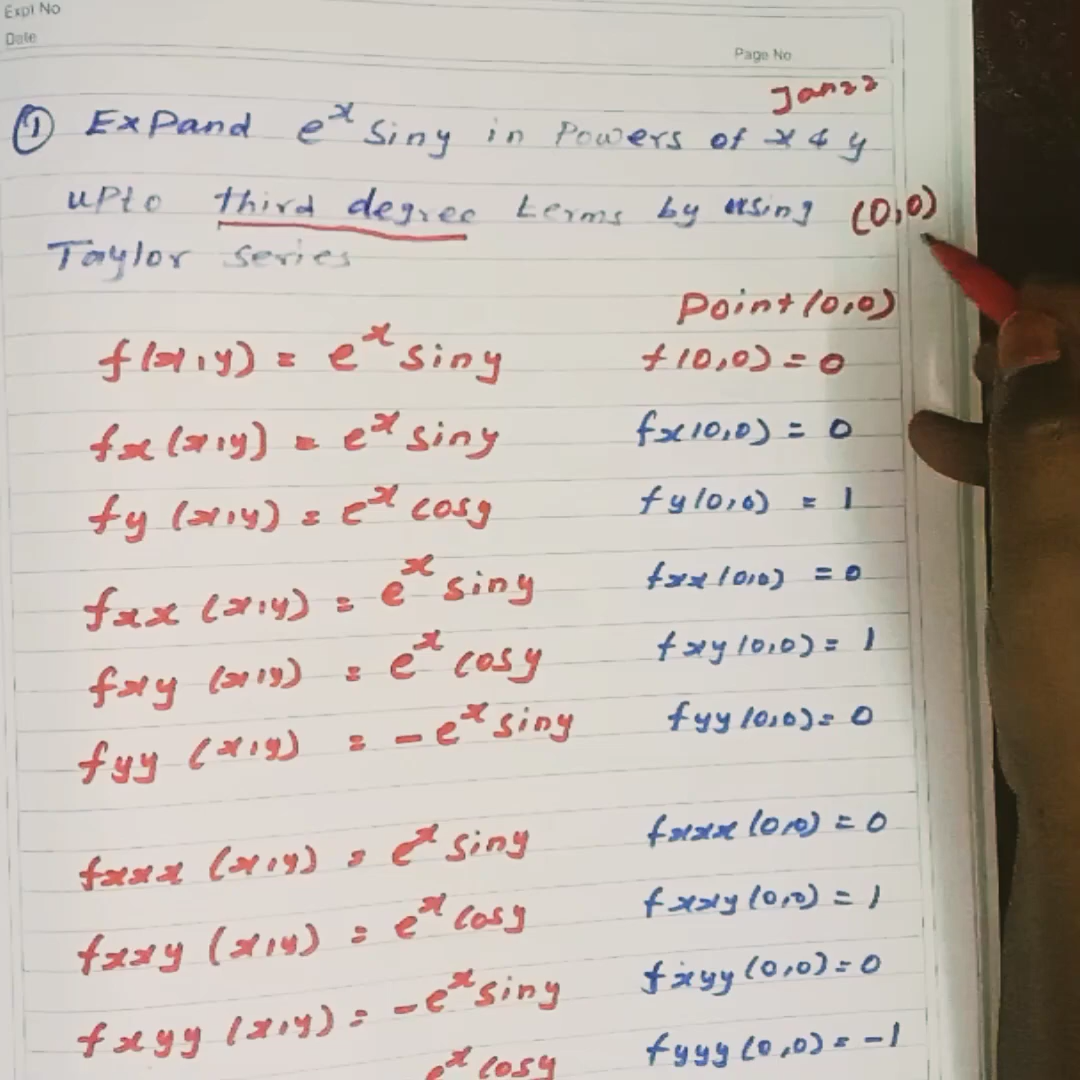 Expt No
Date
Page No
Jan22
① Expand e^x Siny in Powers of x & y
upto third degree terms by using (0,0)
Taylor series
Point (0,0)
f(x,y) = e^x siny f(0,0) = 0
fx (x,y) = e^x siny fx(0,0) = 0
fy (x,y) = e^x cosy fy(0,0) = 1
fxx (x,y) = e^x siny fxx(0,0) = 0
fxy (x,y) = e^x cosy fxy(0,0) = 1
fyy (x,y) = -e^x siny fyy(0,0) = 0
fxxx (x,y) = e^x siny fxxx (0,0) = 0
fxxy (x,y) = e^x cosy fxxy (0,0) = 1
fxyy (x,y) = -e^x siny fxyy (0,0) = 0
e^x cosy fyyy (0,0) = -1